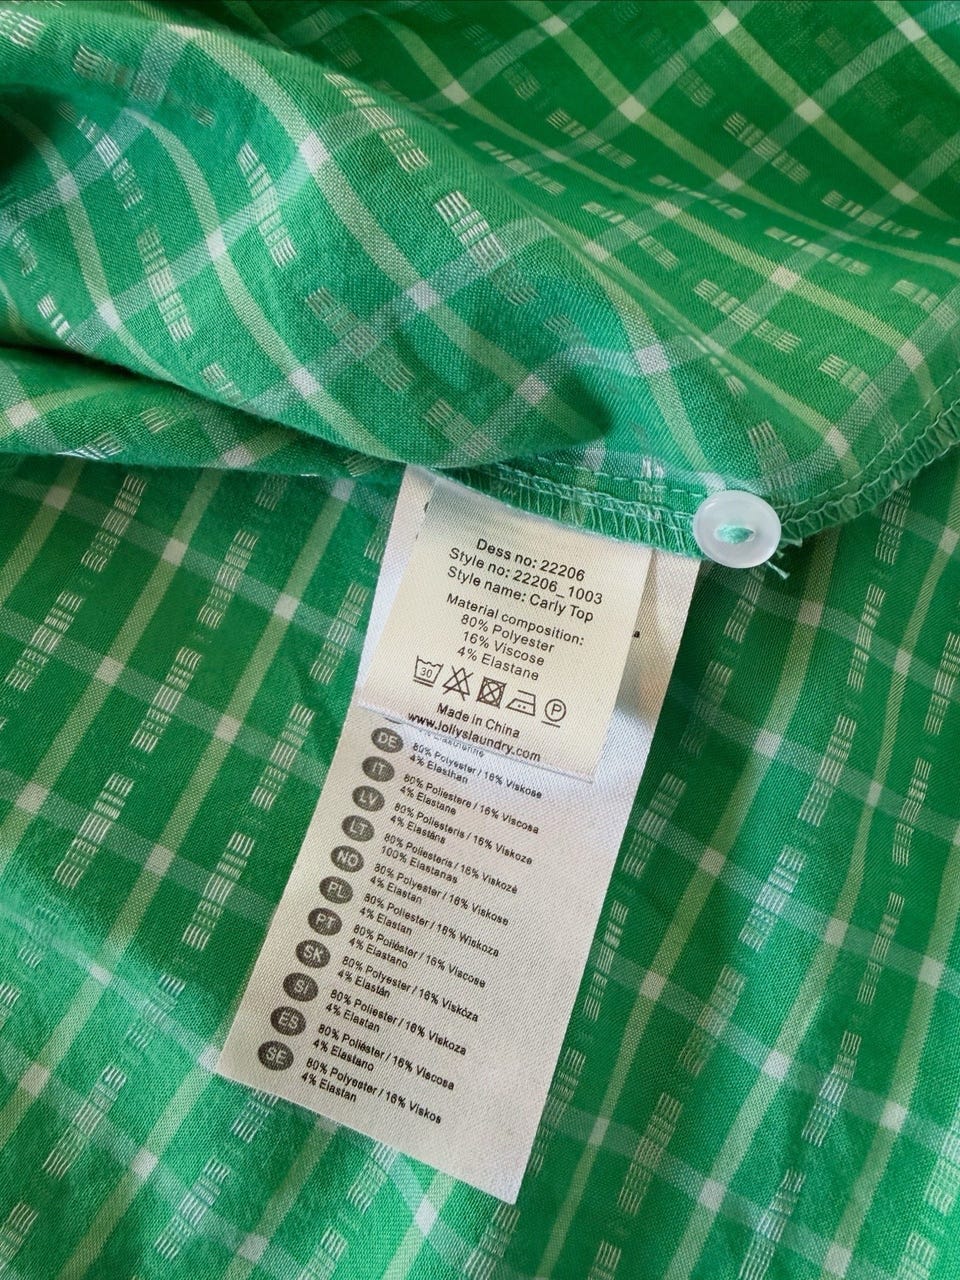 Dess no: 22206
Style no: 22206_1003
Style name: Carly Top
Material composition:
80% Polyester
16% Viscose
4% Elastane
30
P
Made in China
www.lollyslaundry.com
DE 80% Polyester / 16% Viskose
4% Elasthan
IT 80% Poliestere / 16% Viscosa
4% Elastane
LV 80% Poliesteris / 16% Viskoza
4% Elastāns
LT 80% Poliesteris / 16% Viskozė
100% Elastanas
NO 80% Polyester / 16% Viskose
4% Elastan
PL 80% Poliester / 16% Wiskoza
4% Elastan
PT 80% Poliéster / 16% Viscose
4% Elastano
SK 80% Polyester / 16% Viskóza
4% Elastán
SI 80% Poliester / 16% Viskoza
4% Elastan
ES 80% Poliéster / 16% Viscosa
4% Elastano
SE 80% Polyester / 16% Viskos
4% Elastan